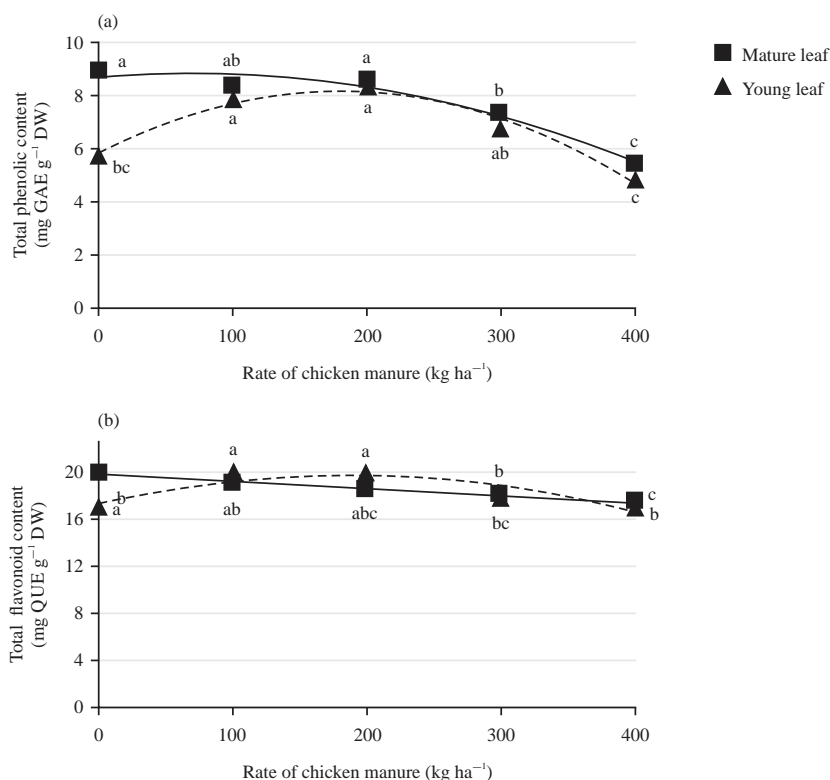 (a)
10
8
6
4
2
0
Total phenolic content
(mg GAE g⁻¹ DW)
a ab a b c
bc a a ab c
0 100 200 300 400
Rate of chicken manure (kg ha⁻¹)
Mature leaf
Young leaf
(b)
20
16
12
8
4
0
Total flavonoid content
(mg QUE g⁻¹ DW)
a a b c
b
a ab abc bc b
0 100 200 300 400
Rate of chicken manure (kg ha⁻¹)